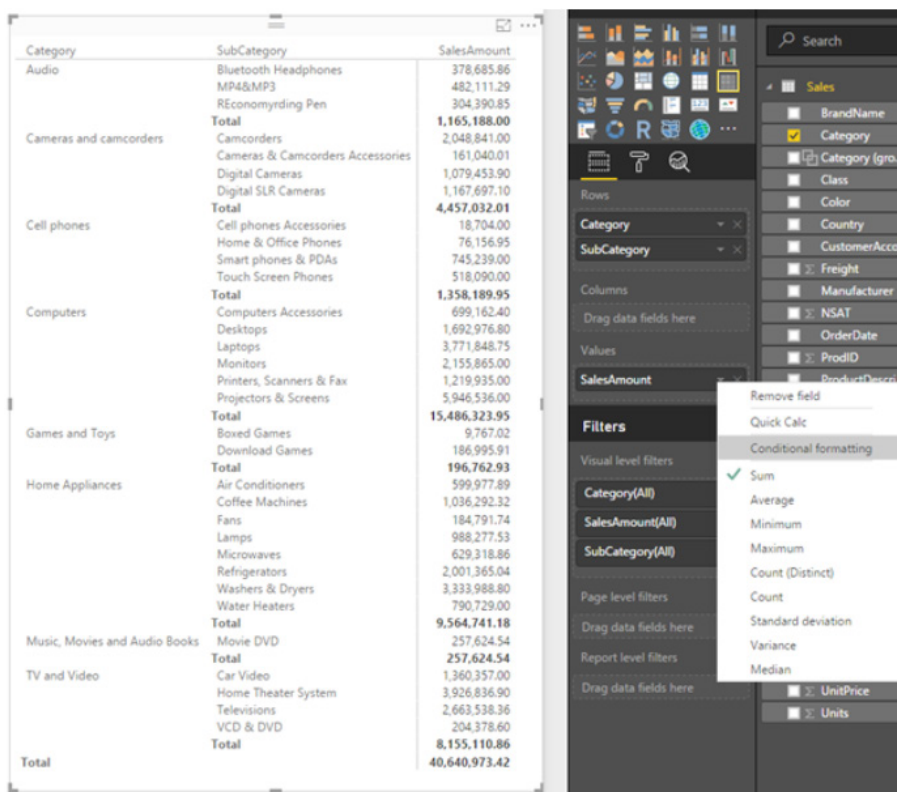 Category SubCategory SalesAmount
Audio Bluetooth Headphones 378,685.86
MP4&MP3 482,111.29
REconomyrding Pen 304,390.85
Total 1,165,188.00
Cameras and camcorders Camcorders 2,048,841.00
Cameras & Camcorders Accessories 161,040.01
Digital Cameras 1,079,453.90
Digital SLR Cameras 1,167,697.10
Total 4,457,032.01
Cell phones Cell phones Accessories 18,704.00
Home & Office Phones 76,156.95
Smart phones & PDAs 745,239.00
Touch Screen Phones 518,090.00
Total 1,358,189.95
Computers Computers Accessories 699,162.40
Desktops 1,692,976.80
Laptops 3,771,848.75
Monitors 2,155,865.00
Printers, Scanners & Fax 1,219,935.00
Projectors & Screens 5,946,536.00
Total 15,486,323.95
Games and Toys Boxed Games 9,767.02
Download Games 186,995.91
Total 196,762.93
Home Appliances Air Conditioners 599,977.89
Coffee Machines 1,036,292.32
Fans 184,791.74
Lamps 988,277.53
Microwaves 629,318.86
Refrigerators 2,001,365.04
Washers & Dryers 3,333,988.80
Water Heaters 790,729.00
Total 9,564,741.18
Music, Movies and Audio Books Movie DVD 257,624.54
Total 257,624.54
TV and Video Car Video 1,360,357.00
Home Theater System 3,926,836.90
Televisions 2,663,538.36
VCD & DVD 204,378.60
Total 8,155,110.86
Total 40,640,973.42
R
123
Rows
Category
SubCategory
Columns
Drag data fields here
Values
SalesAmount
Filters
Visual level filters
Category(All)
SalesAmount(All)
SubCategory(All)
Page level filters
Drag data fields here
Report level filters
Drag data fields here
Remove field
Quick Calc
Conditional formatting
Sum
Average
Minimum
Maximum
Count (Distinct)
Count
Standard deviation
Variance
Median
Search
Sales
BrandName
Category
Category (gro.
Class
Color
Country
CustomerAcco
Σ Freight
Manufacturer
Σ NSAT
OrderDate
Σ ProdID
ProductDescri
Σ UnitPrice
Σ Units